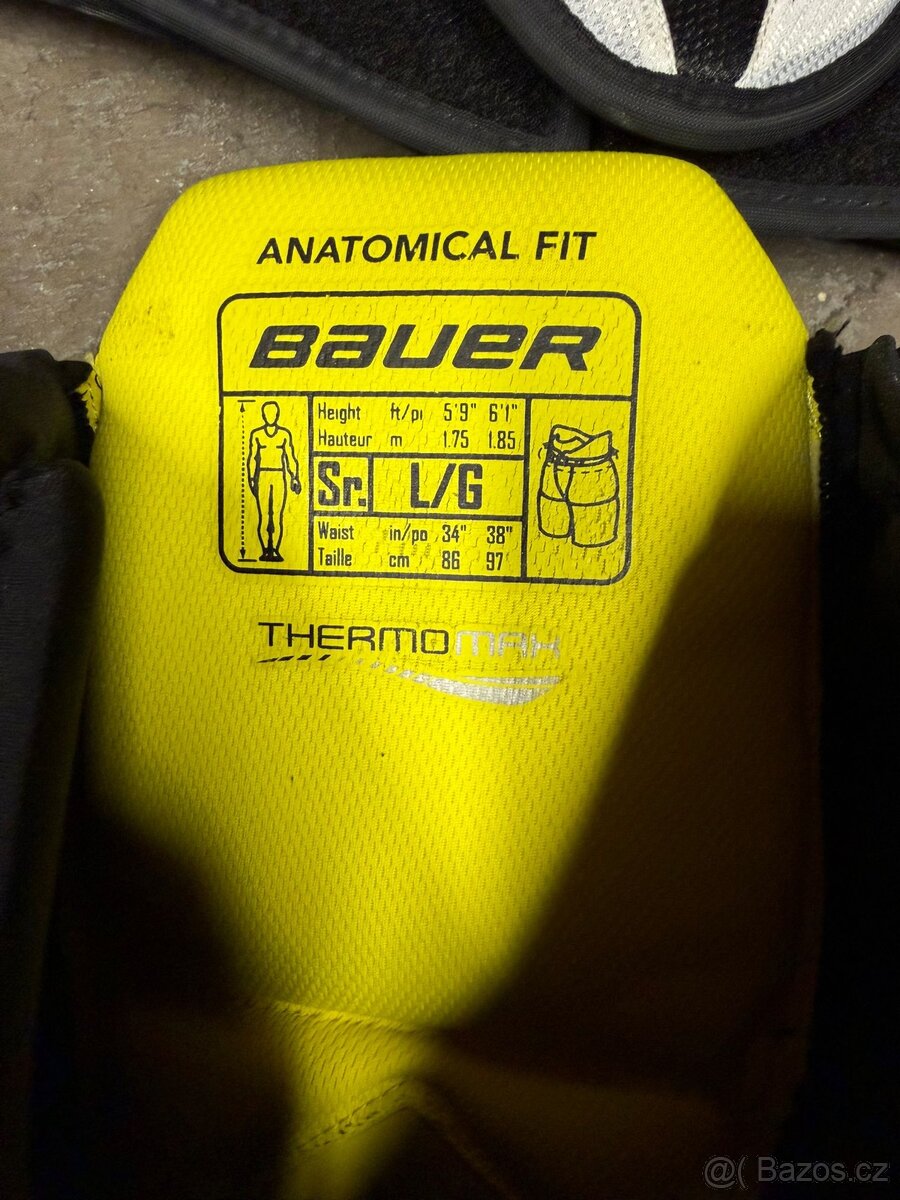 ANATOMICAL FIT
BAUER
Height ft/pi 5'9" 6'1"
Hauteur m 1.75 1.85
Sr. L/G
Waist in/po 34" 38"
Taille cm 86 97
THERMOMAX
@( Bazos.cz